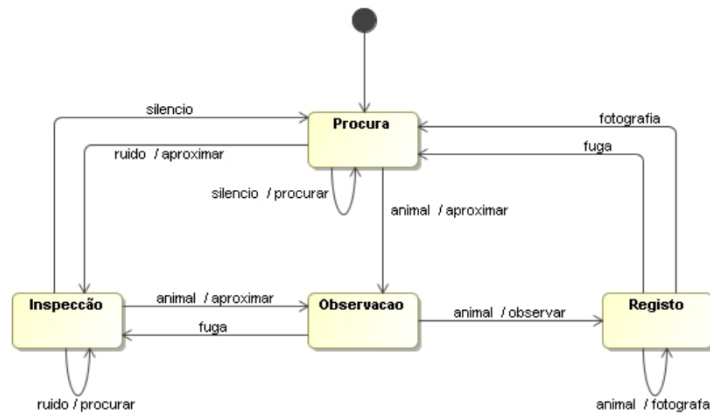 silencio
Procura
fotografia
ruido / aproximar
fuga
silencio / procurar
animal / aproximar
Inspeccão
animal / aproximar
Observacao
animal / observar
Registo
fuga
ruido / procurar
animal / fotografa